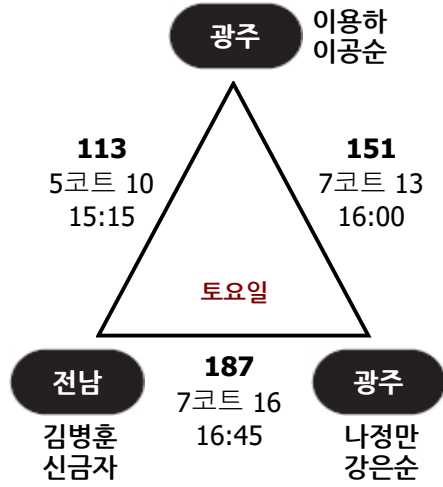 광주
이용하
이공순
113
5코트 10
15:15
151
7코트 13
16:00
토요일
전남
김병훈
신금자
187
7코트 16
16:45
광주
나정만
강은순